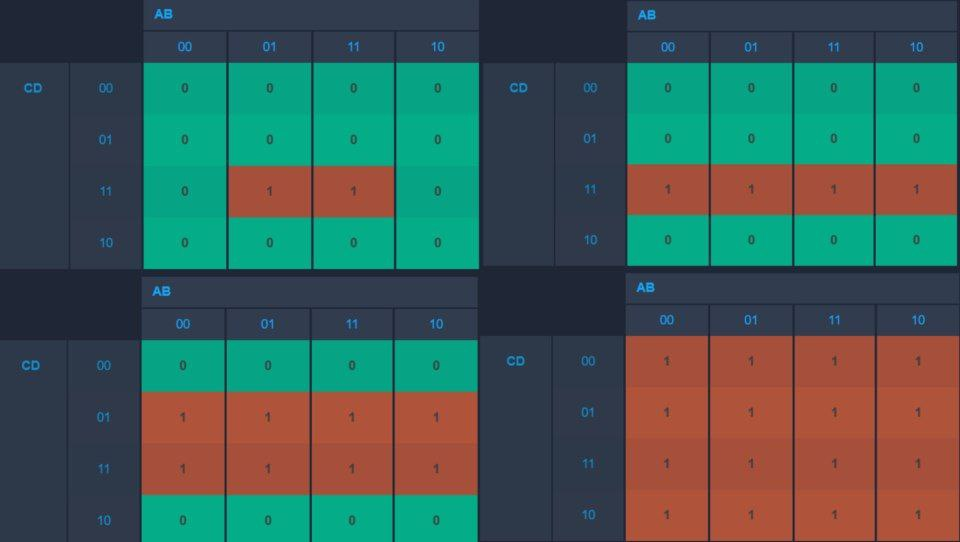 AB
00 01 11 10
CD 00 0 0 0 0
01 0 0 0 0
11 0 1 1 0
10 0 0 0 0
AB
00 01 11 10
CD 00 0 0 0 0
01 0 0 0 0
11 1 1 1 1
10 0 0 0 0
AB
00 01 11 10
CD 00 0 0 0 0
01 1 1 1 1
11 1 1 1 1
10 0 0 0 0
AB
00 01 11 10
CD 00 1 1 1 1
01 1 1 1 1
11 1 1 1 1
10 1 1 1 1